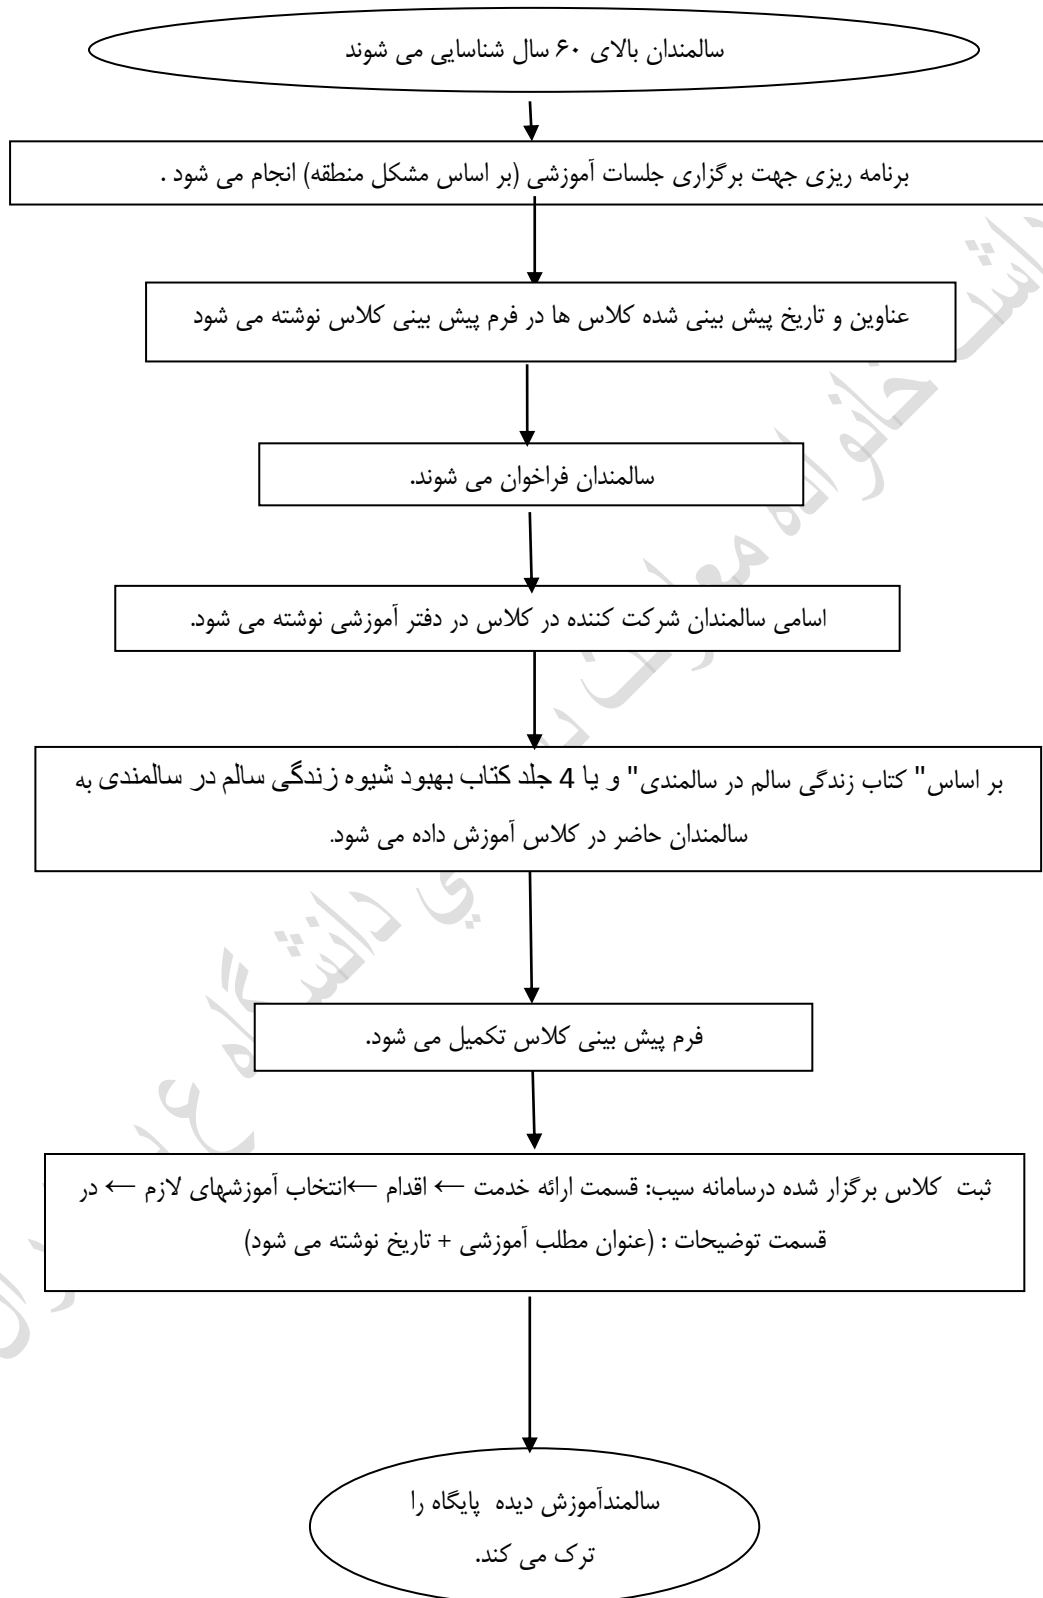 سالمندان بالای ۶۰ سال شناسایی می شوند
برنامه ریزی جهت برگزاری جلسات آموزشی (بر اساس مشکل منطقه) انجام می شود .
عناوین و تاریخ پیش بینی شده کلاس ها در فرم پیش بینی کلاس نوشته می شود
سالمندان فراخوان می شوند.
اسامی سالمندان شرکت کننده در کلاس در دفتر آموزشی نوشته می شود.
بر اساس" کتاب زندگی سالم در سالمندی" و یا 4 جلد کتاب بهبود شیوه زندگی سالم در سالمندی به
سالمندان حاضر در کلاس آموزش داده می شود.
فرم پیش بینی کلاس تکمیل می شود.
ثبت کلاس برگزار شده درسامانه سیب: قسمت ارائه خدمت ← اقدام ←انتخاب آموزشهای لازم ← در
قسمت توضیحات : (عنوان مطلب آموزشی + تاریخ نوشته می شود)
سالمندآموزش دیده پایگاه را
ترک می کند.